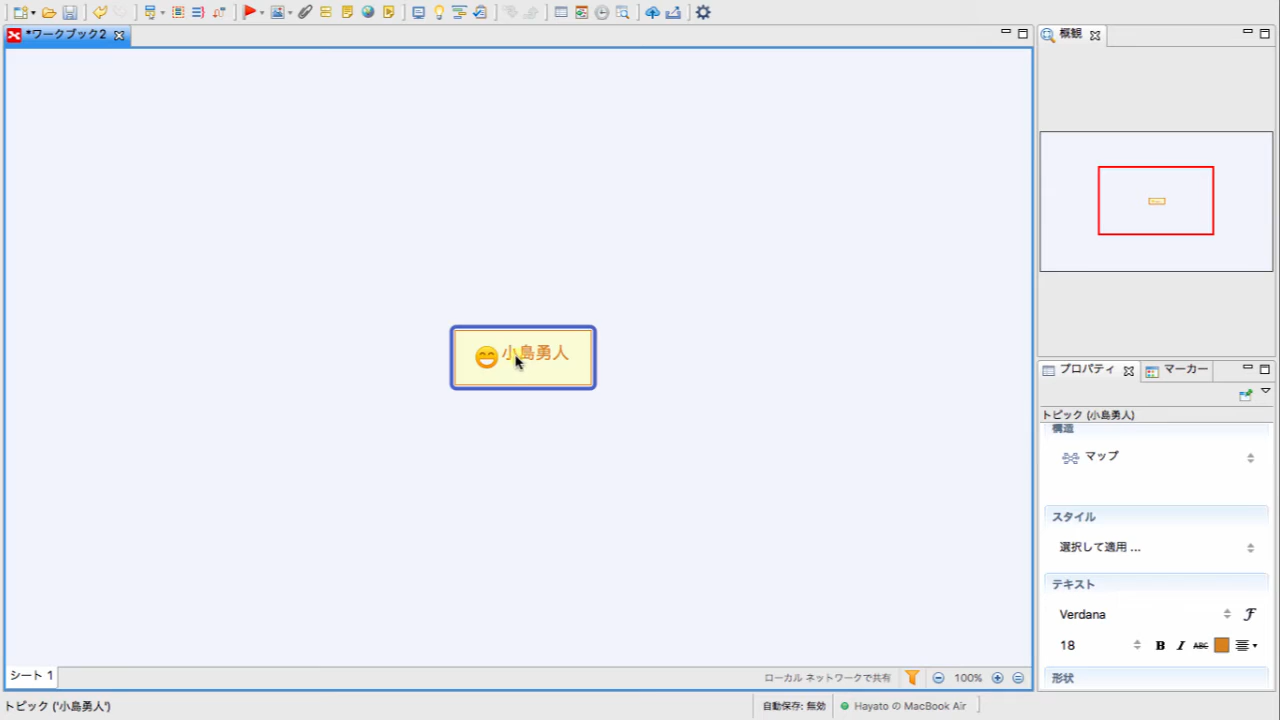 *ワークブック2
概観
小島勇人
プロパティ
マーカー
トピック (小島勇人)
構造
マップ
スタイル
選択して適用 ...
テキスト
Verdana
18
B I ABC
形状
シート 1
ローカル ネットワークで共有
100%
トピック ('小島勇人')
自動保存: 無効
Hayato の MacBook Air